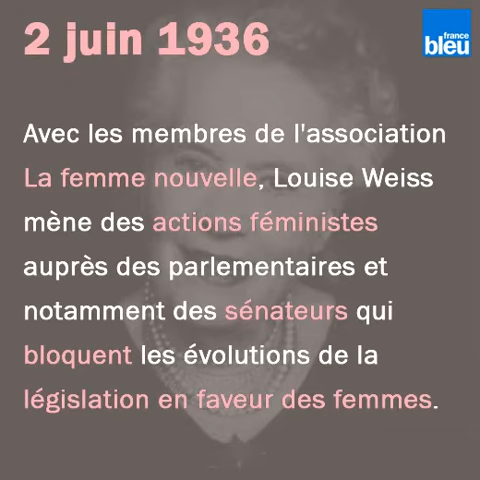 2 juin 1936
france
bleu
Avec les membres de l'association
La femme nouvelle, Louise Weiss
mène des actions féministes
auprès des parlementaires et
notamment des sénateurs qui
bloquent les évolutions de la
législation en faveur des femmes.